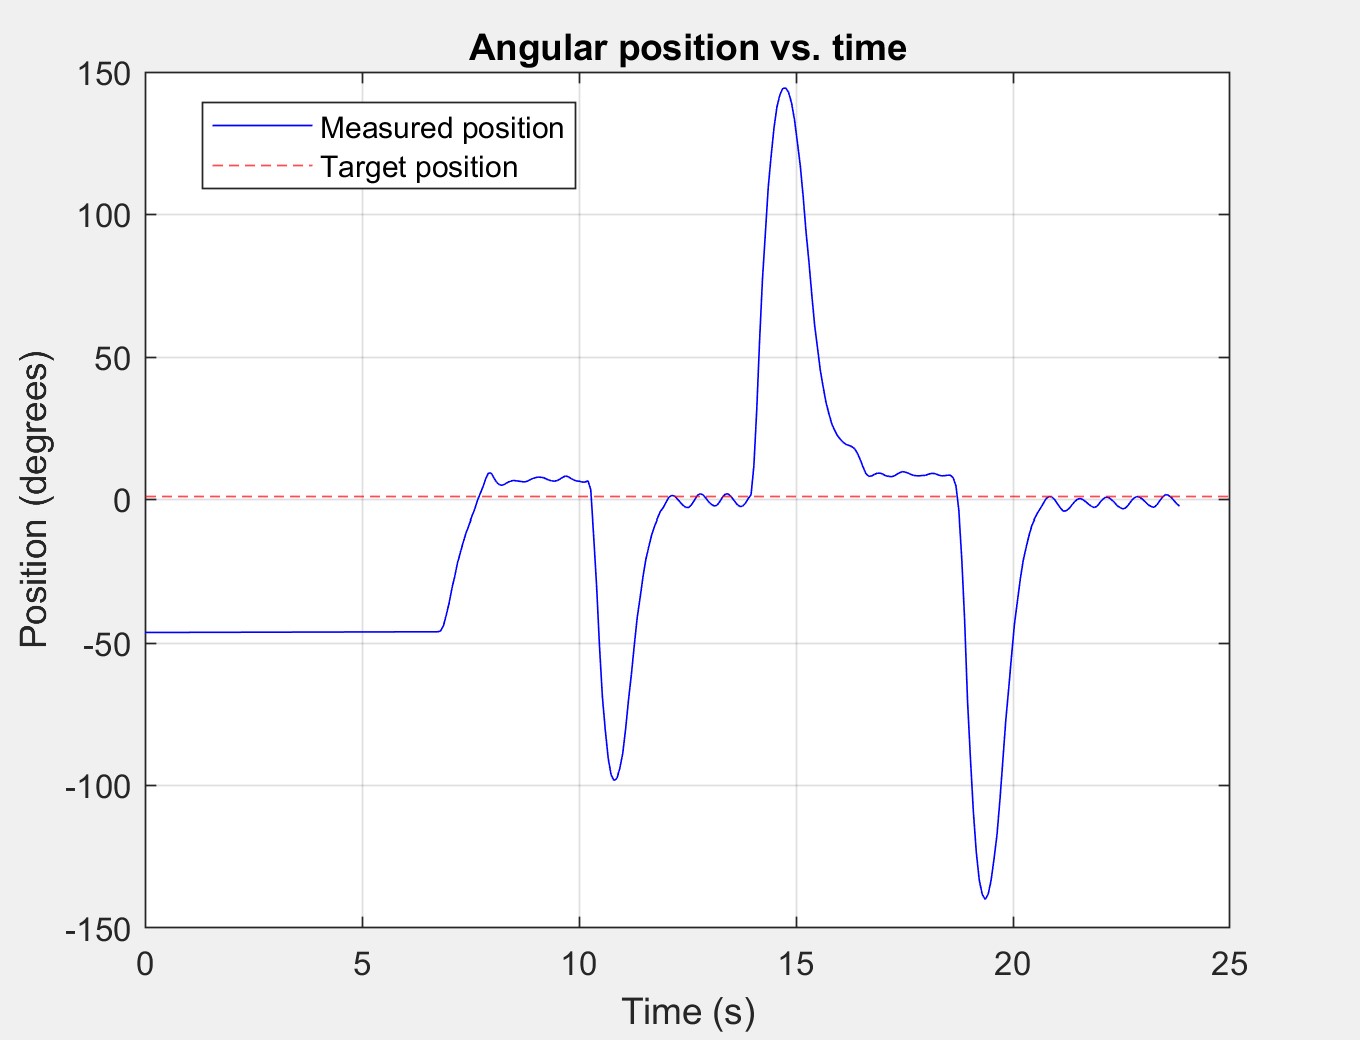 Angular position vs. time
Measured position
Target position
150
100
50
0
-50
-100
-150
Position (degrees)
0 5 10 15 20 25
Time (s)